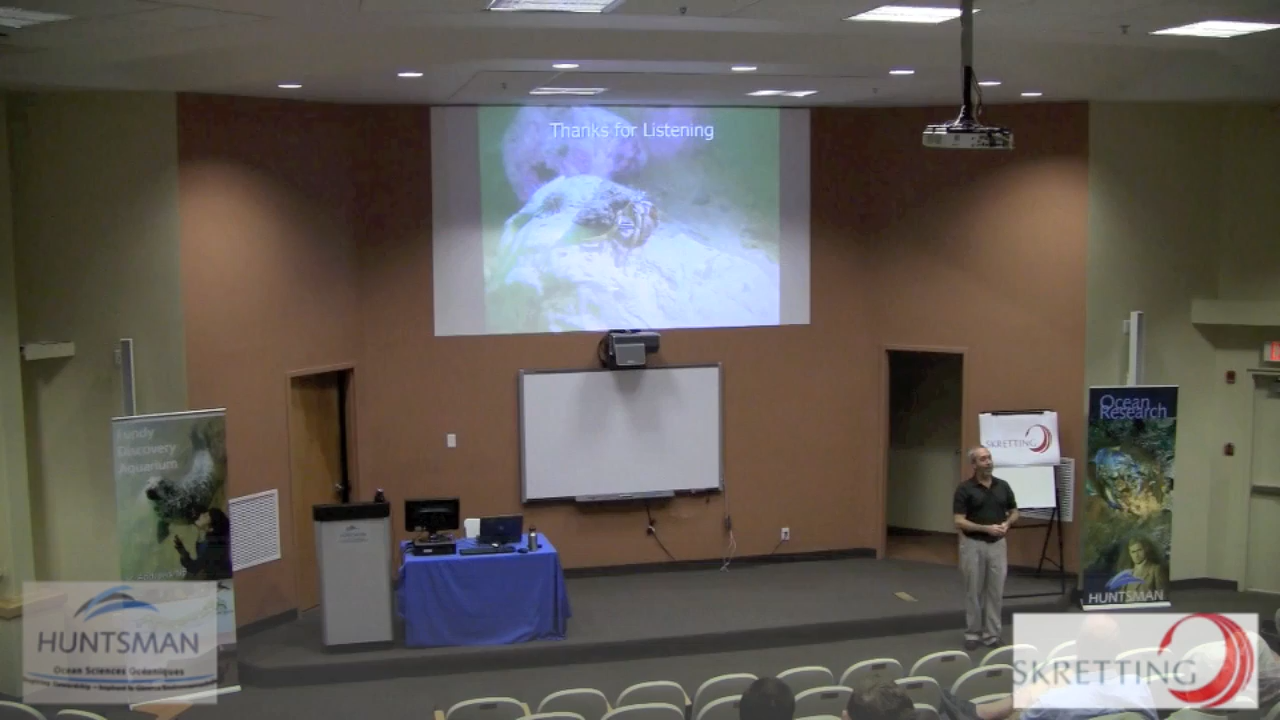 Thanks for Listening
Fundy
Discovery
Aquarium
SKRETTING
Ocean
Research
HUNTSMAN
HUNTSMAN
Ocean Sciences Océaniques
SKRETTING